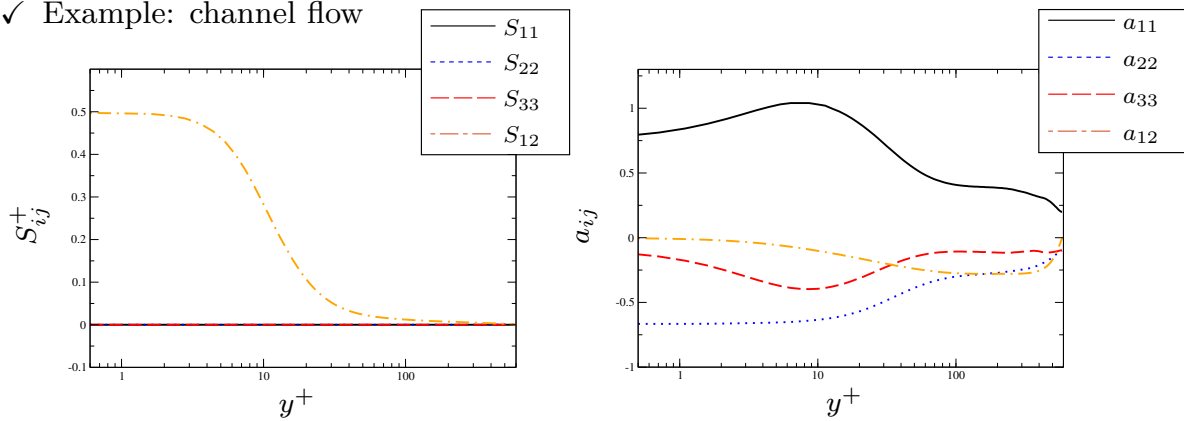 ✓ Example: channel flow
S₁₁
S₂₂
S₃₃
S₁₂
0.5
0.4
0.3
0.2
0.1
0
-0.1
1
10
100
S⁺ᵢⱼ
y⁺
a₁₁
a₂₂
a₃₃
a₁₂
1
0.5
0
-0.5
-1
1
10
100
aᵢⱼ
y⁺